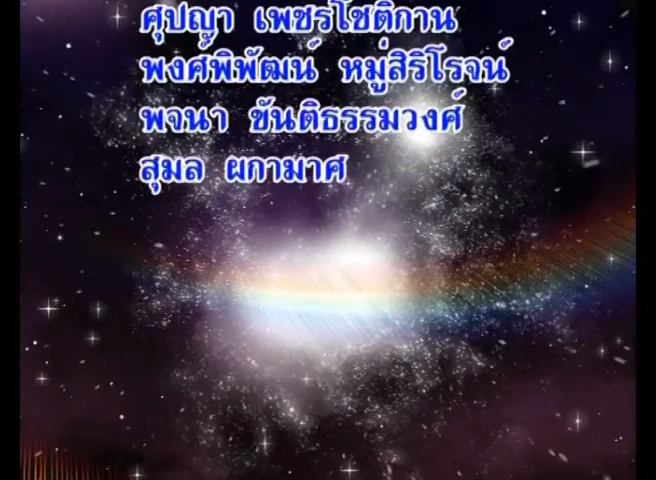 ศุปญา เพชรโชติกาน
พงศ์พิพัฒน์ หมู่สิริโรจน์
พจนา ขันติธรรมวงศ์
สุมล ผกามาศ